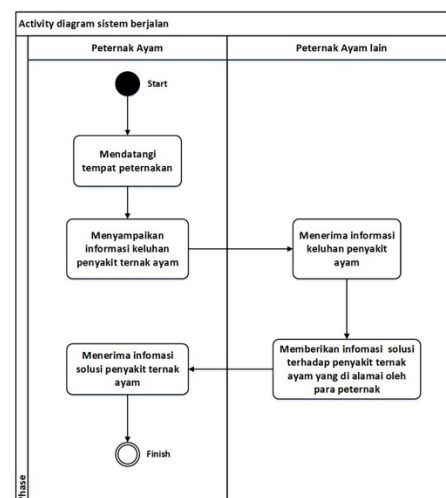 Activity diagram sistem berjalan
Peternak Ayam
Peternak Ayam lain
Start
Mendatangi
tempat peternakan
Menyampaikan
informasi keluhan
penyakit ternak ayam
Menerima informasi
keluhan penyakit
ayam
Memberikan infomasi solusi
terhadap penyakit ternak
ayam yang di alamai oleh
para peternak
Menerima infomasi
solusi penyakit ternak
ayam
Finish
Phase